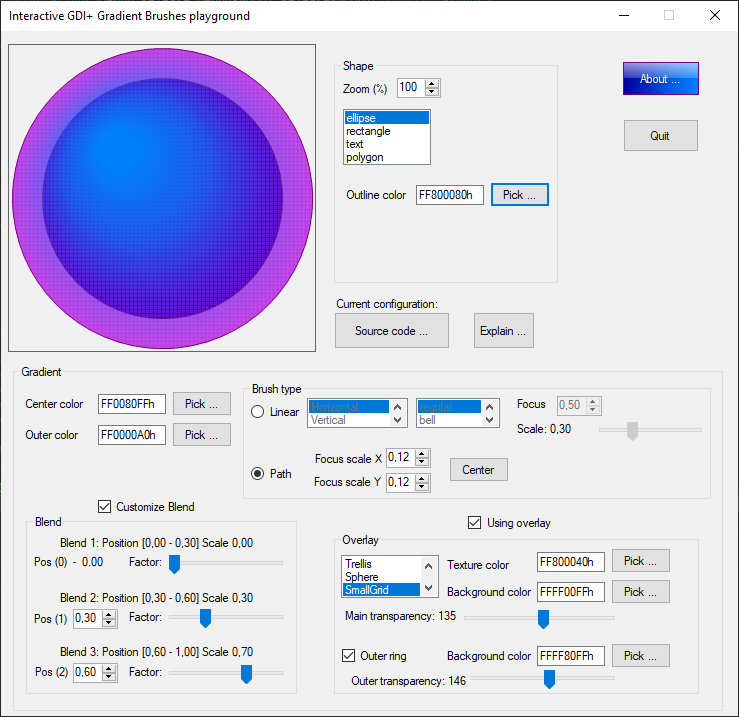 Interactive GDI+ Gradient Brushes playground
Shape
Zoom (%) 100
ellipse
rectangle
text
polygon
Outline color FF800080h Pick ...
About ...
Quit
Current configuration:
Source code ... Explain ...
Gradient
Center color FF0080FFh Pick ...
Outer color FF0000A0h Pick ...
Brush type
Linear
Horizontal
Vertical
regular
bell
Focus 0,50
Scale: 0,30
Path
Focus scale X 0,12
Focus scale Y 0,12
Center
Customize Blend
Blend
Blend 1: Position [0,00 - 0,30] Scale 0,00
Pos (0) - 0.00 Factor:
Blend 2: Position [0,30 - 0,60] Scale 0,30
Pos (1) 0,30 Factor:
Blend 3: Position [0,60 - 1,00] Scale 0,70
Pos (2) 0,60 Factor:
Using overlay
Overlay
Trellis
Sphere
SmallGrid
Texture color FF800040h Pick ...
Background color FFFF00FFh Pick ...
Main transparency: 135
Outer ring Background color FFFF80FFh Pick ...
Outer transparency: 146